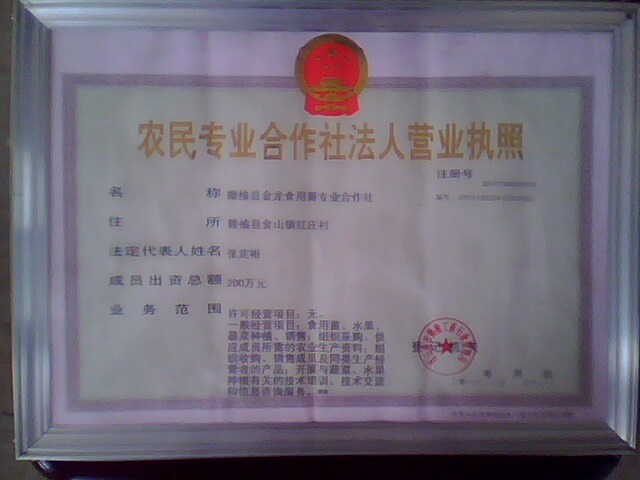 农民专业合作社法人营业执照
注册号
名称 赣榆县金龙食用菌专业合作社
住所 赣榆县金山镇红庄村
法定代表人姓名 张定彬
成员出资总额 200万元
业务范围 许可经营项目：无。
一般经营项目：食用菌、水果、
蔬菜种植、销售；组织采购、供
应成员所需的农业生产资料；组
织收购、销售成员及同类生产经
营者的产品；开展与蔬菜、水果
种植有关的技术培训、技术交流
和信息咨询服务。
登记机关